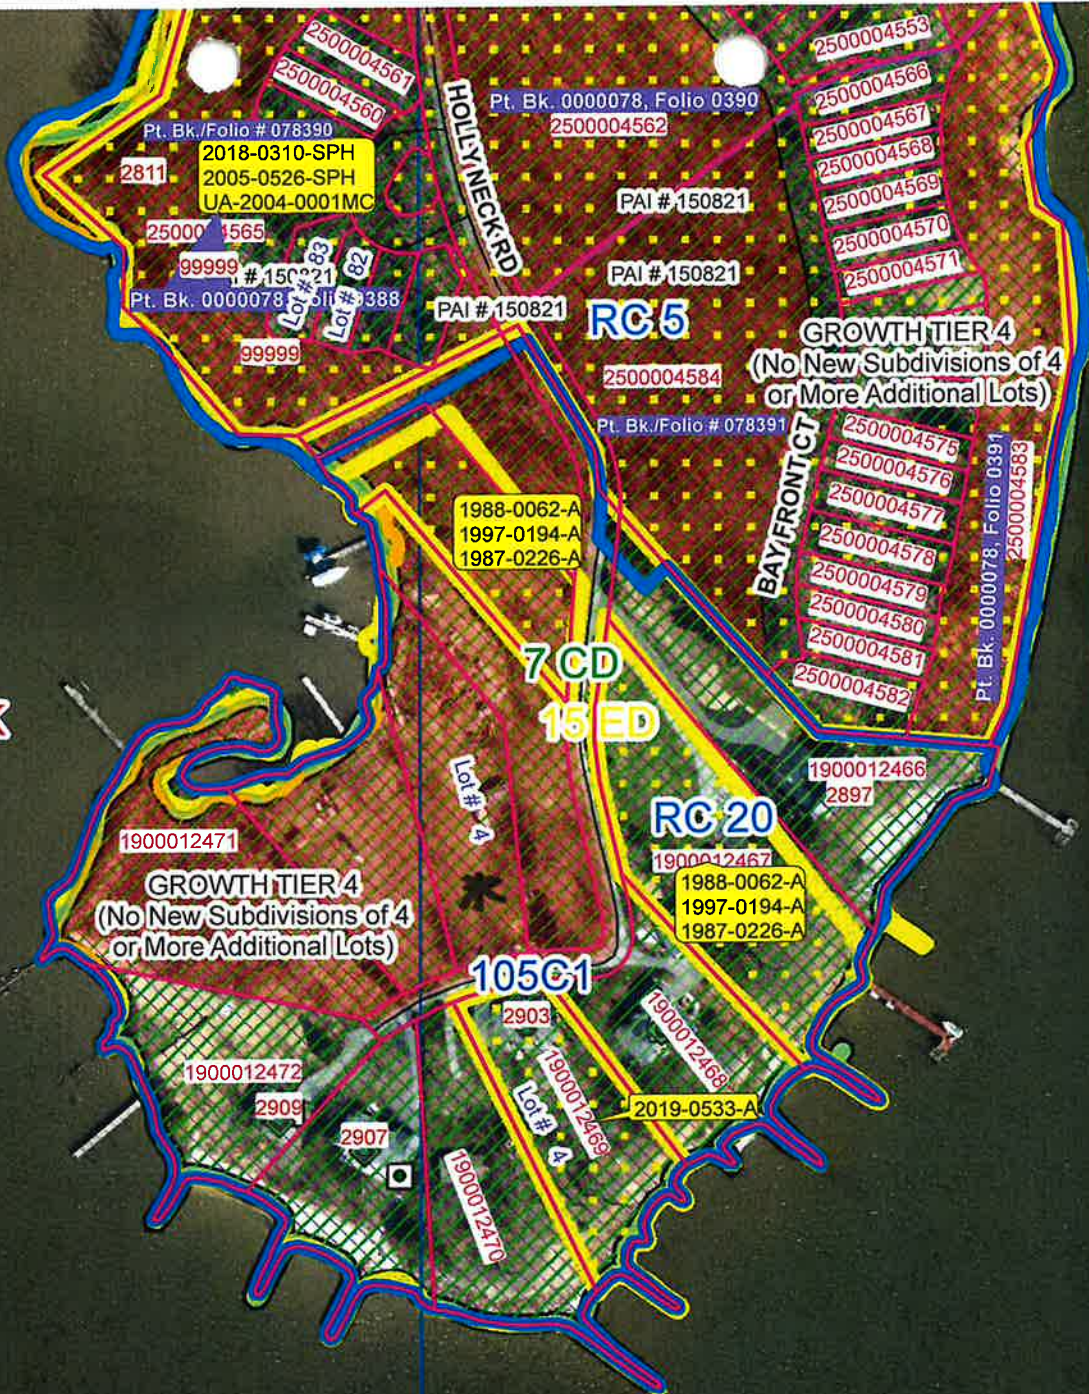 2500004561
2500004560
HOLLY NECK RD
Pt. Bk. 0000078, Folio 0390
2500004562
2500004553
2500004566
2500004567
2500004568
2500004569
2500004570
2500004571
Pt. Bk./Folio # 078390
2018-0310-SPH
2005-0526-SPH
UA-2004-0001MC
2811
99999
# 150821
Lot # 83
Lot # 82
99999
PAI # 150821
PAI # 150821
PAI # 150821
RC 5
GROWTH TIER 4
(No New Subdivisions of 4
or More Additional Lots)
2500004584
Pt. Bk./Folio # 078391
BAY FRONT CT
2500004575
2500004576
2500004577
2500004578
2500004579
2500004580
2500004581
2500004582
Pt. Bk. 0000078, Folio 0391
2500004583
1988-0062-A
1997-0194-A
1987-0226-A
7 CD
15 ED
K
Lot # 4
1900012466
2897
RC 20
1900012467
1988-0062-A
1997-0194-A
1987-0226-A
1900012471
GROWTH TIER 4
(No New Subdivisions of 4
or More Additional Lots)
105C1
2903
1900012468
1900012469
Lot # 4
2019-0533-A
1900012472
2909
2907
1900012470